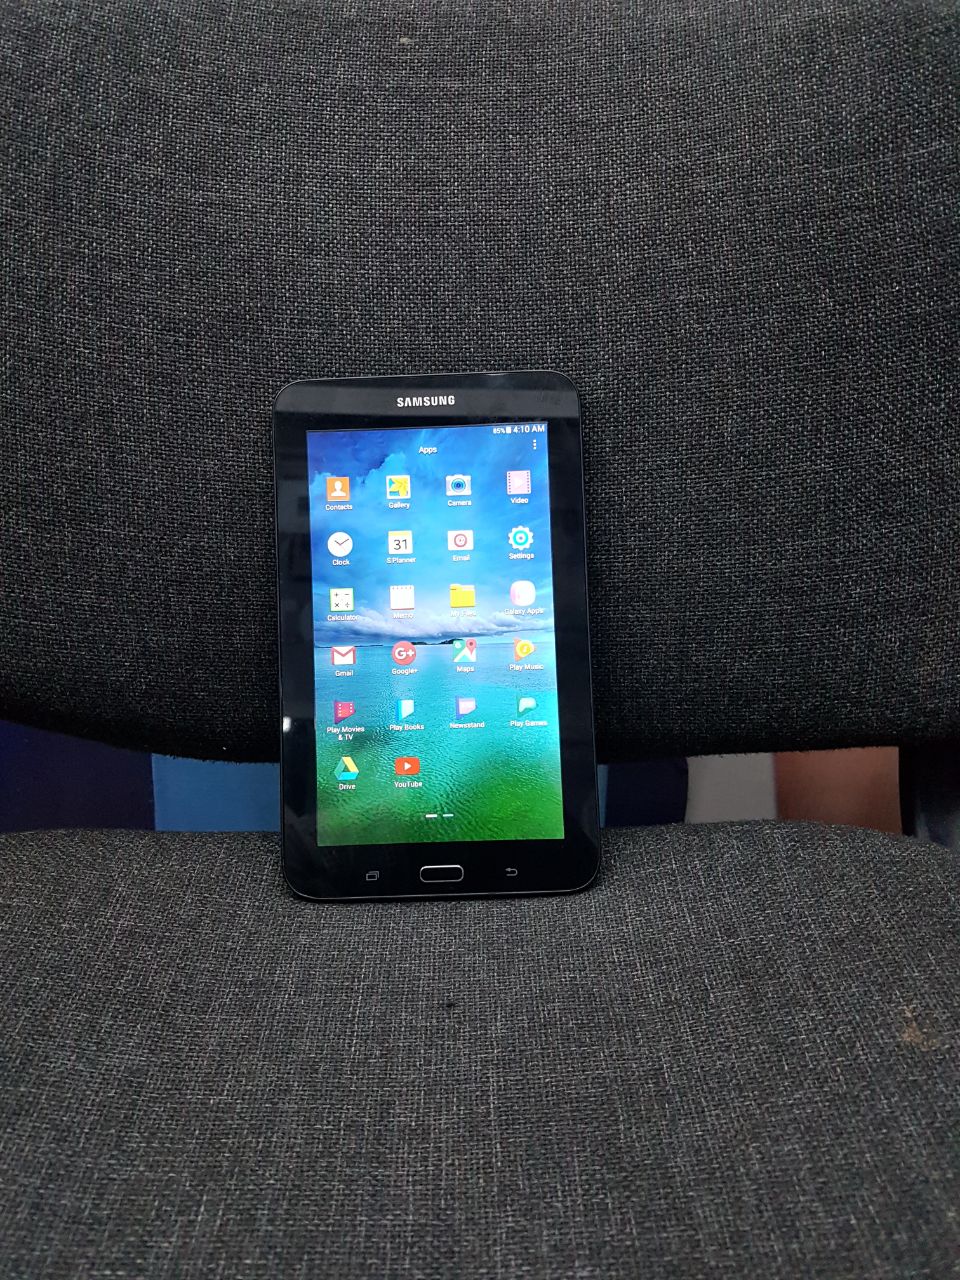 SAMSUNG
85% 4:10 AM
Apps
Contacts Gallery Camera Video
Clock S Planner Email Settings
31
Calculator Memo My Files Galaxy Apps
Gmail Google+ Maps Play Music
G+
Play Movies & TV Play Books Newsstand Play Games
Drive YouTube